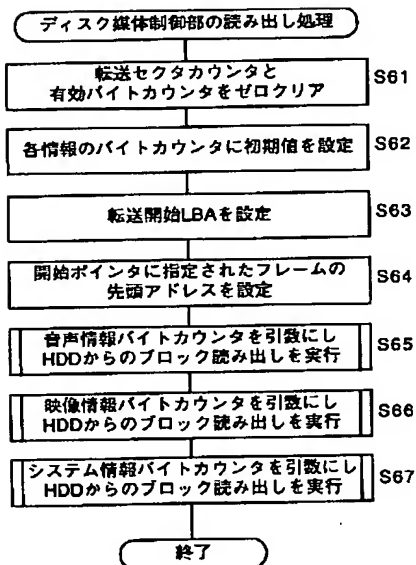 ディスク媒体制御部の読み出し処理
転送セクタカウンタと
有効バイトカウンタをゼロクリア
S61
各情報のバイトカウンタに初期値を設定
S62
転送開始LBAを設定
S63
開始ポインタに指定されたフレームの
先頭アドレスを設定
S64
音声情報バイトカウンタを引数にし
HDDからのブロック読み出しを実行
S65
映像情報バイトカウンタを引数にし
HDDからのブロック読み出しを実行
S66
システム情報バイトカウンタを引数にし
HDDからのブロック読み出しを実行
S67
終了